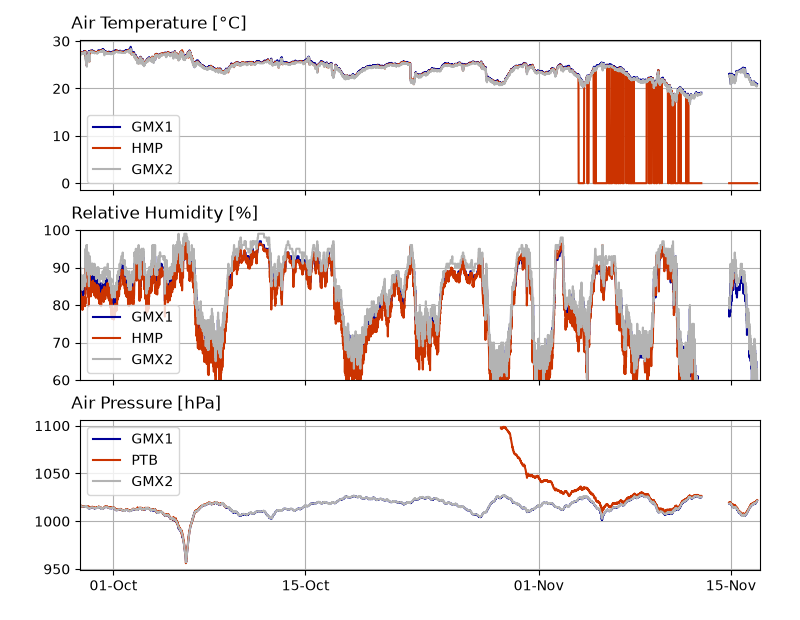 Air Temperature [°C]
30
20
10
0
GMX1
HMP
GMX2
Relative Humidity [%]
100
90
80
70
60
GMX1
HMP
GMX2
Air Pressure [hPa]
1100
1050
1000
950
GMX1
PTB
GMX2
01-Oct 15-Oct 01-Nov 15-Nov